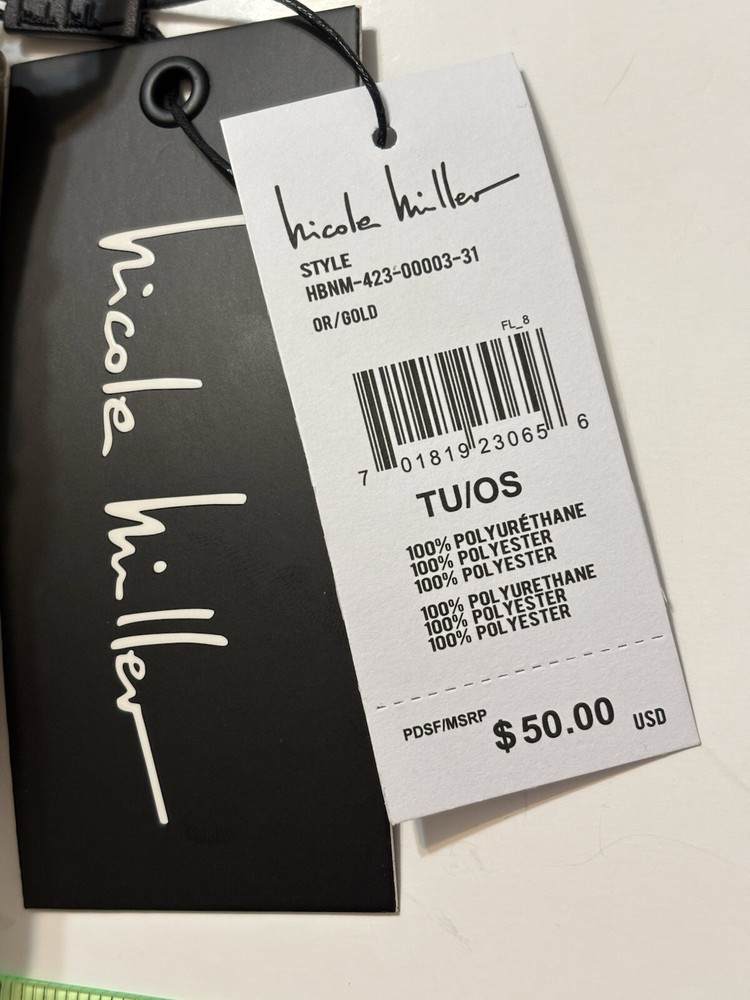 nicole miller
nicole miller
STYLE
HBNM-423-00003-31
OR/GOLD
FL_8
7 01819 23065 6
TU/OS
100% POLYURÉTHANE
100% POLYESTER
100% POLYESTER
100% POLYURETHANE
100% POLYESTER
100% POLYESTER
PDSF/MSRP $50.00 USD